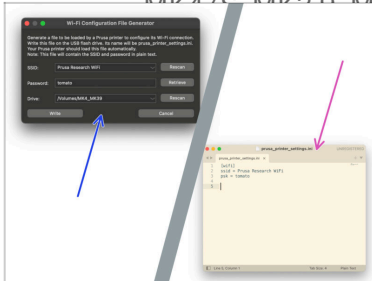 Wi-Fi Configuration File Generator
Generate a file to be loaded by a Prusa printer to configure its Wi-Fi connection.
Write this file on the USB flash drive. Its name will be prusa_printer_settings.ini.
Your Prusa printer should load this file automatically.
Note: This file will contain the SSID and password in plain text.
SSID: Prusa Research WiFi Rescan
Password: tomato Retrieve
Drive: /Volumes/MK4_MK39 Rescan
Write Cancel
prusa_printer_settings.ini
prusa_printer_settings.ini
1 [wifi]
2 ssid = Prusa Research WiFi
3 psk = tomato
4
5
Line 5, Column 1 Tab Size: 4 Plain Text